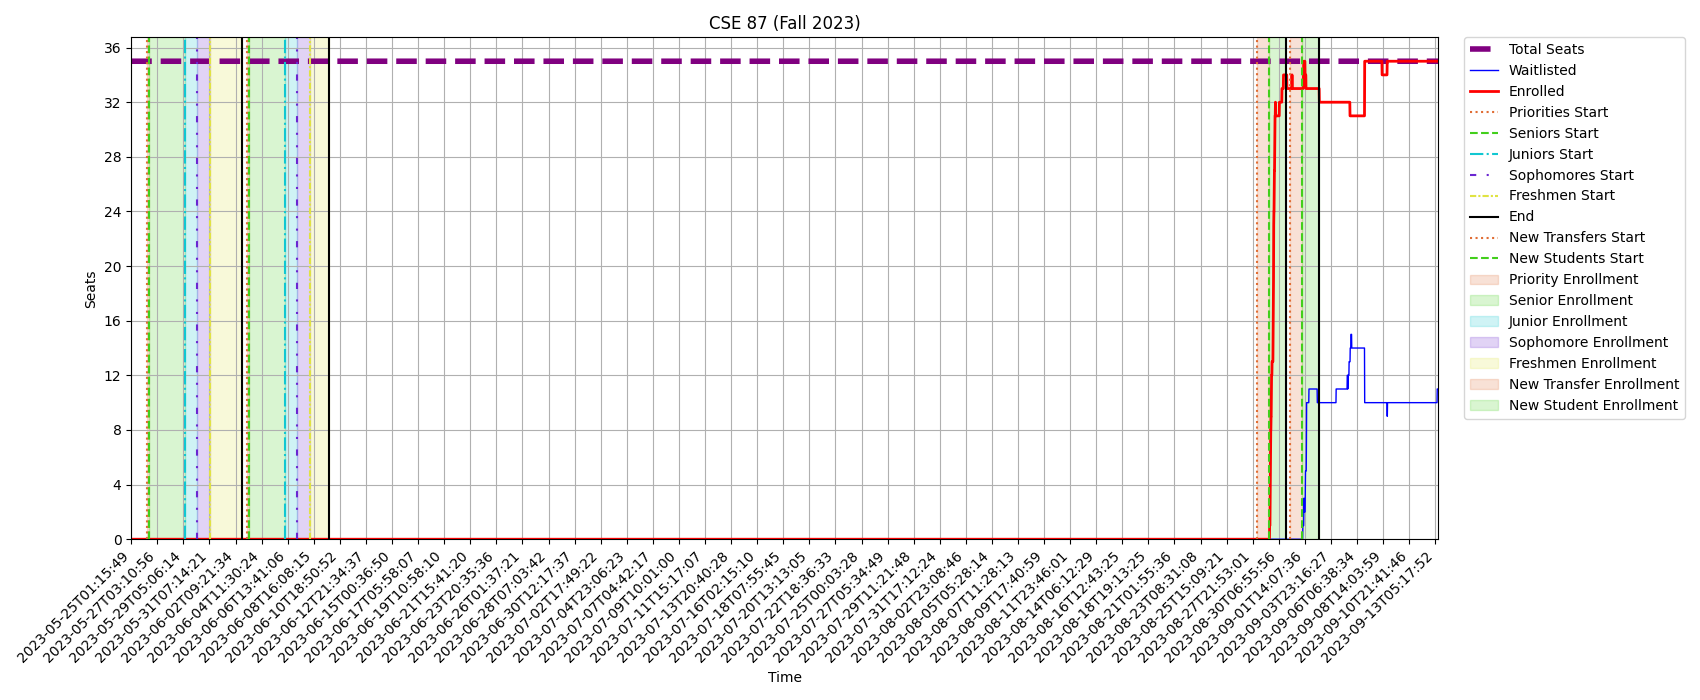 CSE 87 (Fall 2023)
Seats
36
32
28
24
20
16
12
8
4
0
2023-05-25T01:15:49
2023-05-27T03:10:56
2023-05-29T05:06:14
2023-05-31T07:14:21
2023-06-02T09:21:34
2023-06-04T11:30:24
2023-06-06T13:41:06
2023-06-08T16:08:15
2023-06-10T18:50:52
2023-06-12T21:34:37
2023-06-15T00:36:50
2023-06-17T05:58:07
2023-06-19T10:58:10
2023-06-21T15:41:20
2023-06-23T20:35:36
2023-06-26T01:37:21
2023-06-28T07:03:42
2023-06-30T12:17:37
2023-07-02T17:49:22
2023-07-04T23:06:23
2023-07-07T04:42:17
2023-07-09T10:01:00
2023-07-11T15:17:07
2023-07-13T20:40:28
2023-07-16T02:15:10
2023-07-18T07:55:45
2023-07-20T13:13:05
2023-07-22T18:36:33
2023-07-25T00:03:28
2023-07-27T05:34:49
2023-07-29T11:21:48
2023-07-31T17:12:24
2023-08-02T23:08:46
2023-08-05T05:28:14
2023-08-07T11:28:13
2023-08-09T17:40:59
2023-08-11T23:46:01
2023-08-14T06:12:29
2023-08-16T12:43:25
2023-08-18T19:13:25
2023-08-21T01:55:36
2023-08-23T08:31:08
2023-08-25T15:09:21
2023-08-27T21:53:01
2023-08-30T06:55:56
2023-09-01T14:07:36
2023-09-03T23:16:27
2023-09-06T06:38:34
2023-09-08T14:03:59
2023-09-10T21:41:46
2023-09-13T05:17:52
Time
Total Seats
Waitlisted
Enrolled
Priorities Start
Seniors Start
Juniors Start
Sophomores Start
Freshmen Start
End
New Transfers Start
New Students Start
Priority Enrollment
Senior Enrollment
Junior Enrollment
Sophomore Enrollment
Freshmen Enrollment
New Transfer Enrollment
New Student Enrollment